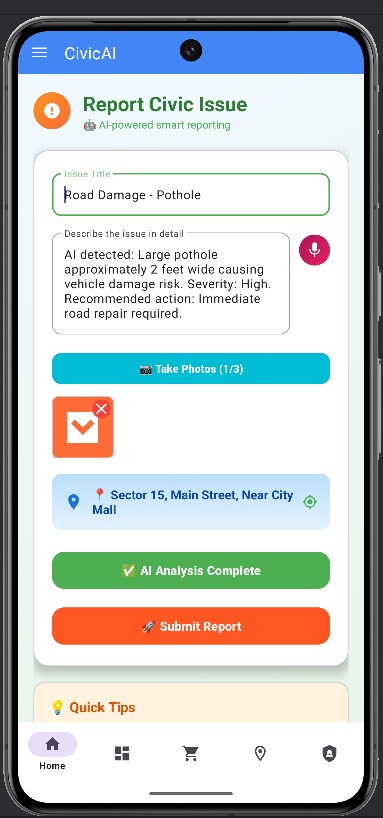 CivicAI
Report Civic Issue
🤖 AI-powered smart reporting
Issue Title
Road Damage - Pothole
Describe the issue in detail
AI detected: Large pothole
approximately 2 feet wide causing
vehicle damage risk. Severity: High.
Recommended action: Immediate
road repair required.
📷 Take Photos (1/3)
📍 Sector 15, Main Street, Near City
Mall
✅ AI Analysis Complete
🚀 Submit Report
💡 Quick Tips
Home